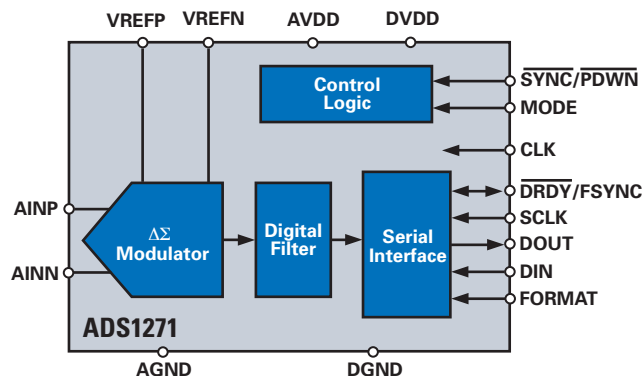 VREFP VREFN AVDD DVDD
Control
Logic
SYNC/PDWN
MODE
CLK
AINP
AINN
ΔΣ
Modulator
Digital
Filter
Serial
Interface
DRDY/FSYNC
SCLK
DOUT
DIN
FORMAT
ADS1271
AGND DGND